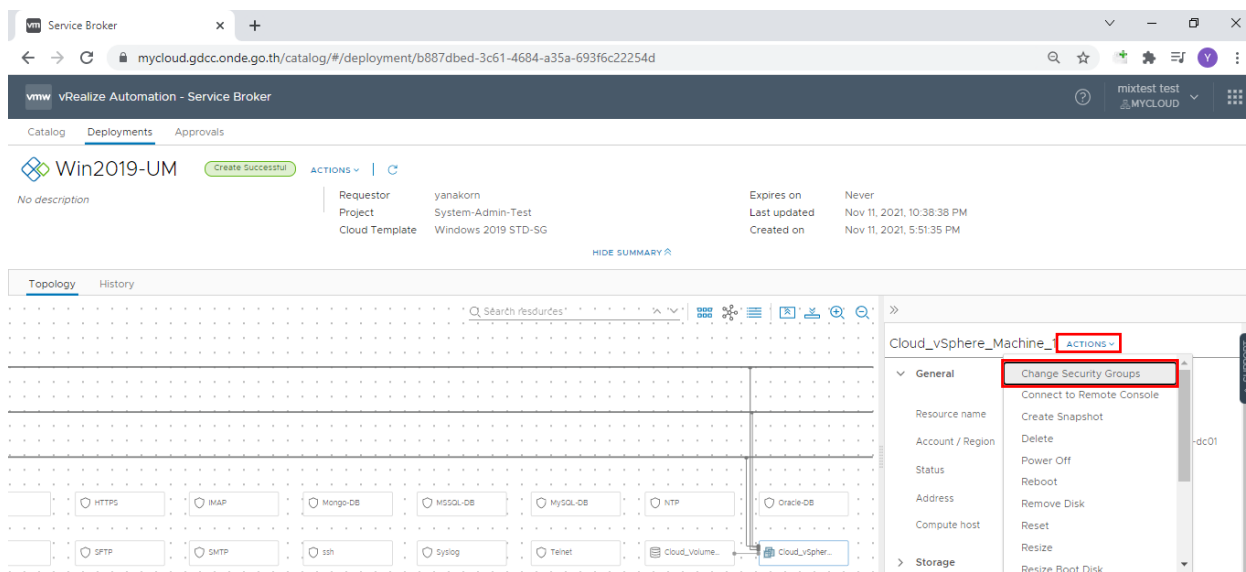 vm Service Broker
mycloud.gdcc.onde.go.th/catalog/#/deployment/b887dbed-3c61-4684-a35a-693f6c22254d
Y
vmw vRealize Automation - Service Broker
mixtest test
MYCLOUD
Catalog Deployments Approvals
Win2019-UM Create Successful ACTIONS
No description
Requestor yanakorn
Project System-Admin-Test
Cloud Template Windows 2019 STD-SG
Expires on Never
Last updated Nov 11, 2021, 10:38:38 PM
Created on Nov 11, 2021, 5:51:35 PM
HIDE SUMMARY
Topology History
Search resources
Cloud_vSphere_Machine_1 ACTIONS
General
Resource name
Account / Region
-dc01
Status
Address
Compute host
Storage
Change Security Groups
Connect to Remote Console
Create Snapshot
Delete
Power Off
Reboot
Remove Disk
Reset
Resize
Resize Boot Disk
HTTPS IMAP Mongo-DB MSSQL-DB MySQL-DB NTP Oracle-DB
SFTP SMTP ssh Syslog Telnet Cloud_Volume... Cloud_vSpher...
SUPPORT